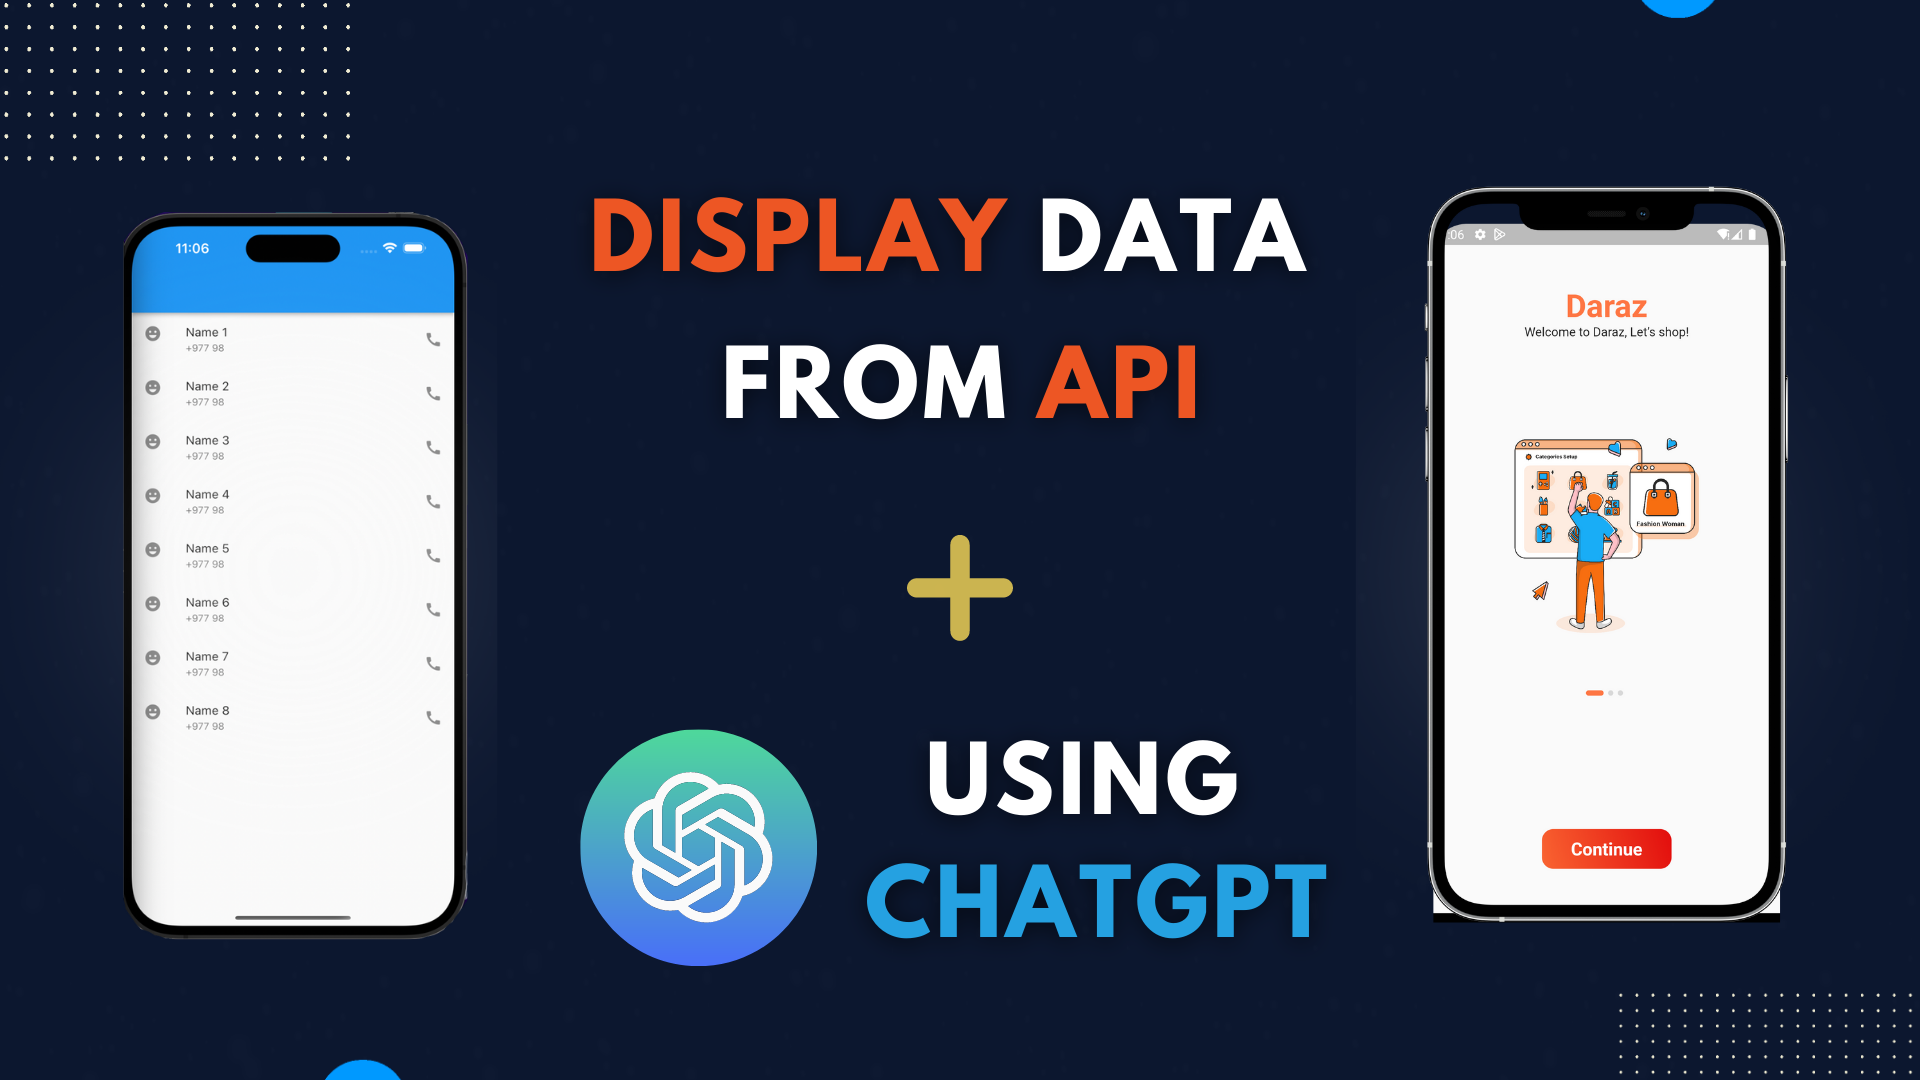 DISPLAY DATA
FROM API
USING
CHATGPT
11:06
Name 1
+977 98
Name 2
+977 98
Name 3
+977 98
Name 4
+977 98
Name 5
+977 98
Name 6
+977 98
Name 7
+977 98
Name 8
+977 98
:06
Daraz
Welcome to Daraz, Let's shop!
Categories Setup
Fashion Woman
Continue